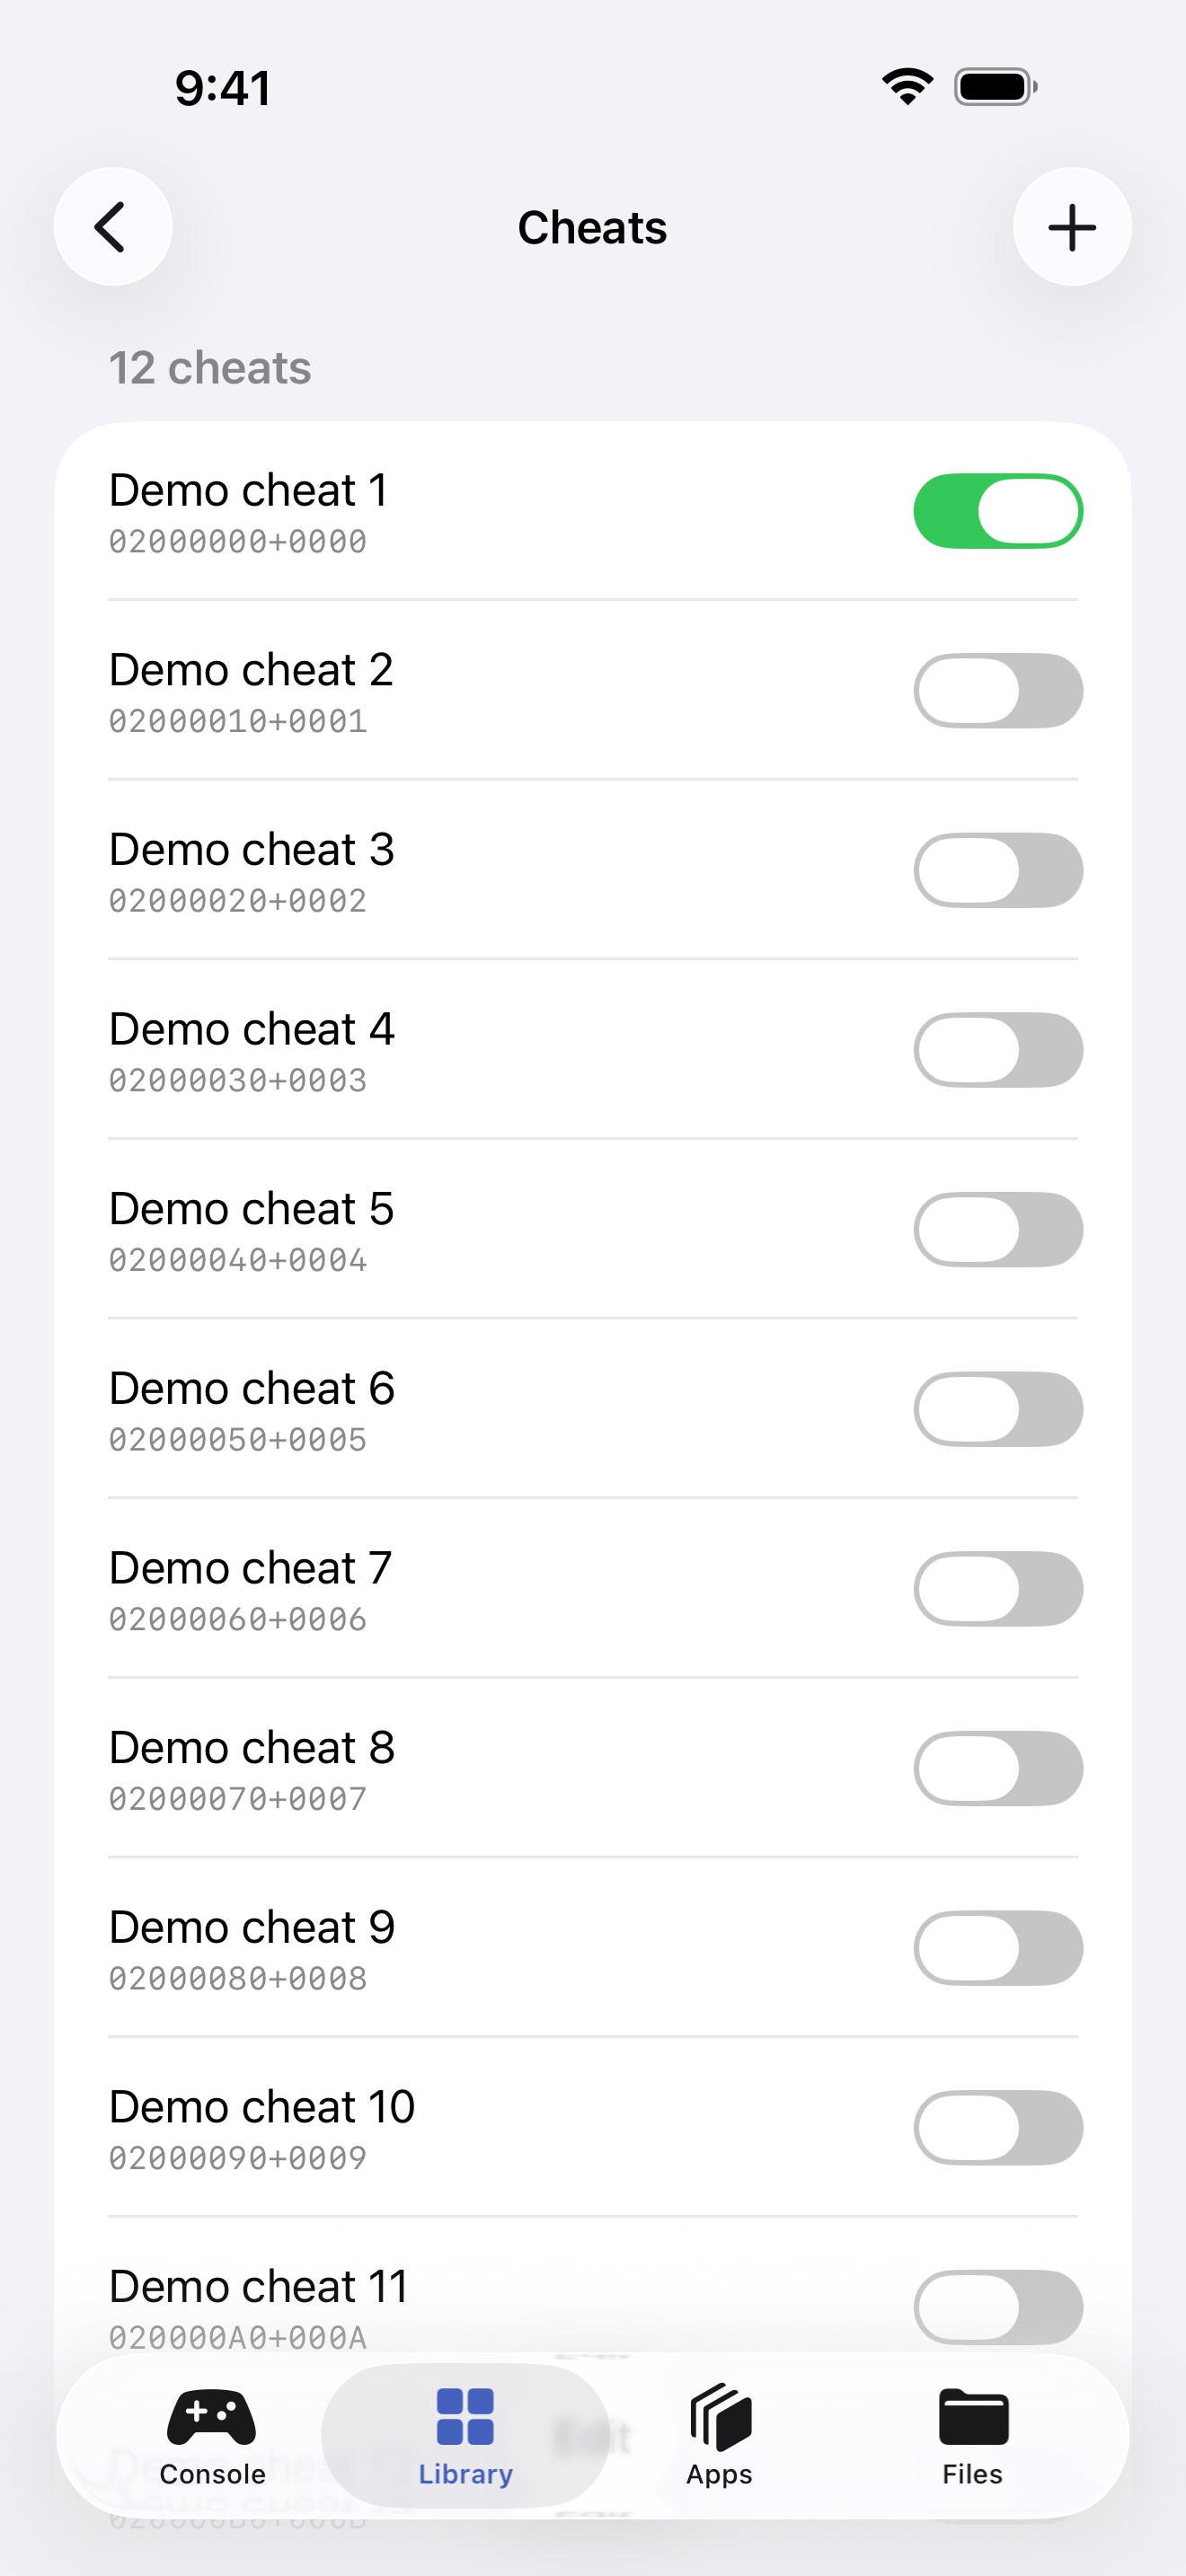 9:41
Cheats
12 cheats
Demo cheat 1
02000000+0000
Demo cheat 2
02000010+0001
Demo cheat 3
02000020+0002
Demo cheat 4
02000030+0003
Demo cheat 5
02000040+0004
Demo cheat 6
02000050+0005
Demo cheat 7
02000060+0006
Demo cheat 8
02000070+0007
Demo cheat 9
02000080+0008
Demo cheat 10
02000090+0009
Demo cheat 11
020000A0+000A
Edit
Console
Library
Apps
Files